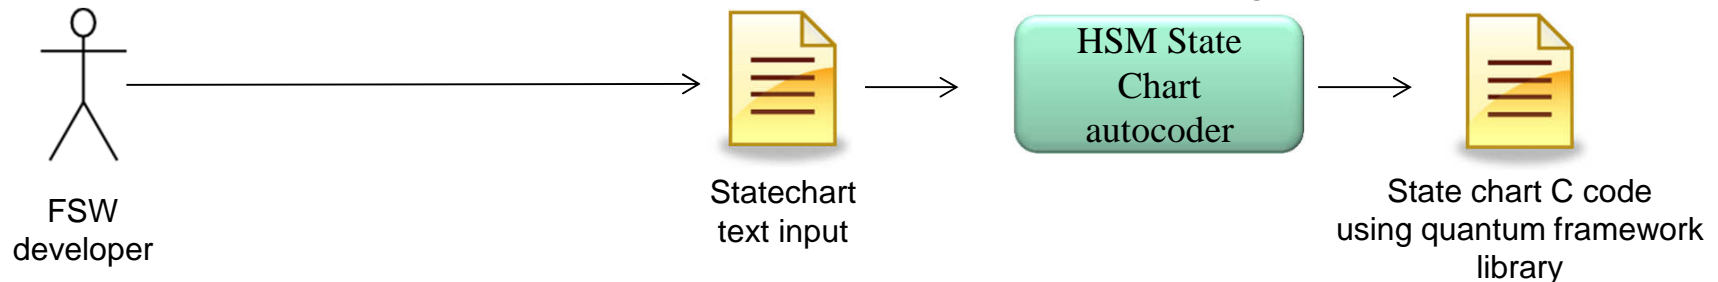 HSM State
Chart
autocoder
FSW
developer
Statechart
text input
State chart C code
using quantum framework
library